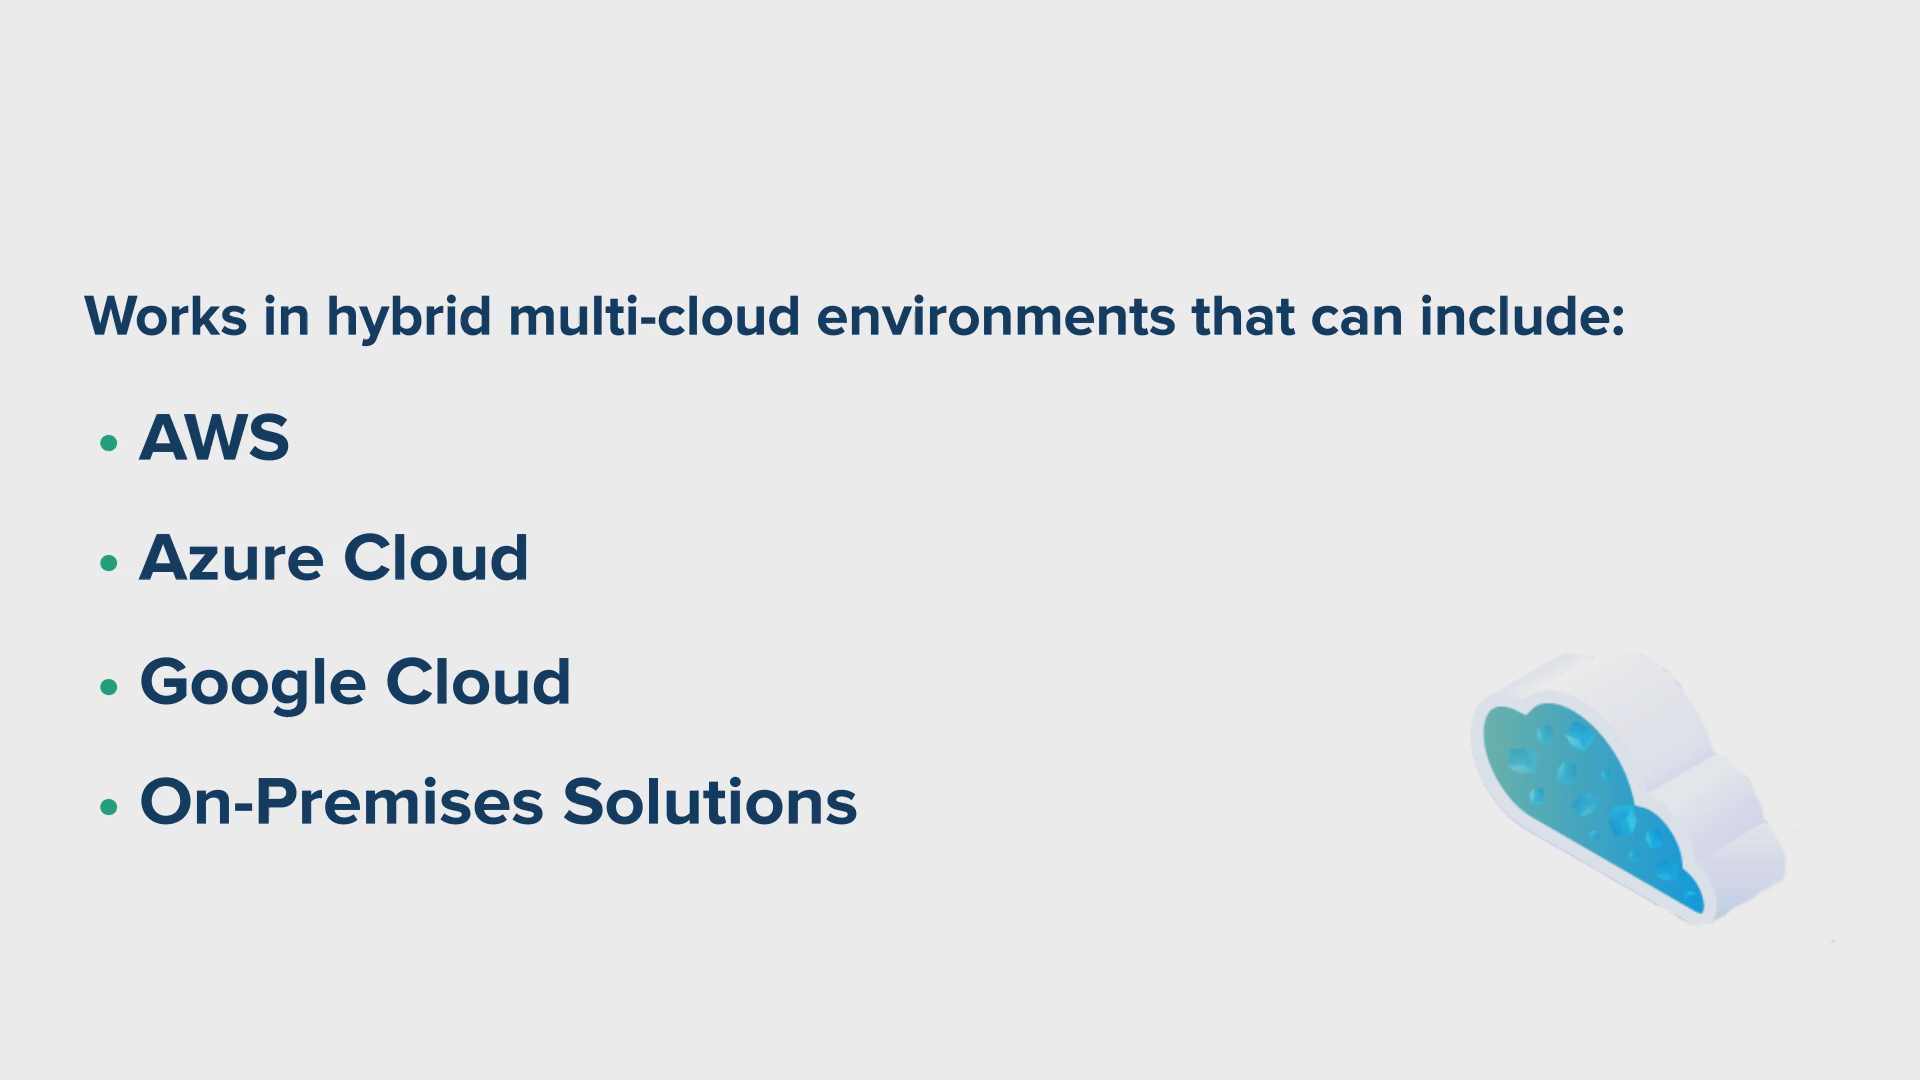 Works in hybrid multi-cloud environments that can include:
• AWS
• Azure Cloud
• Google Cloud
• On-Premises Solutions